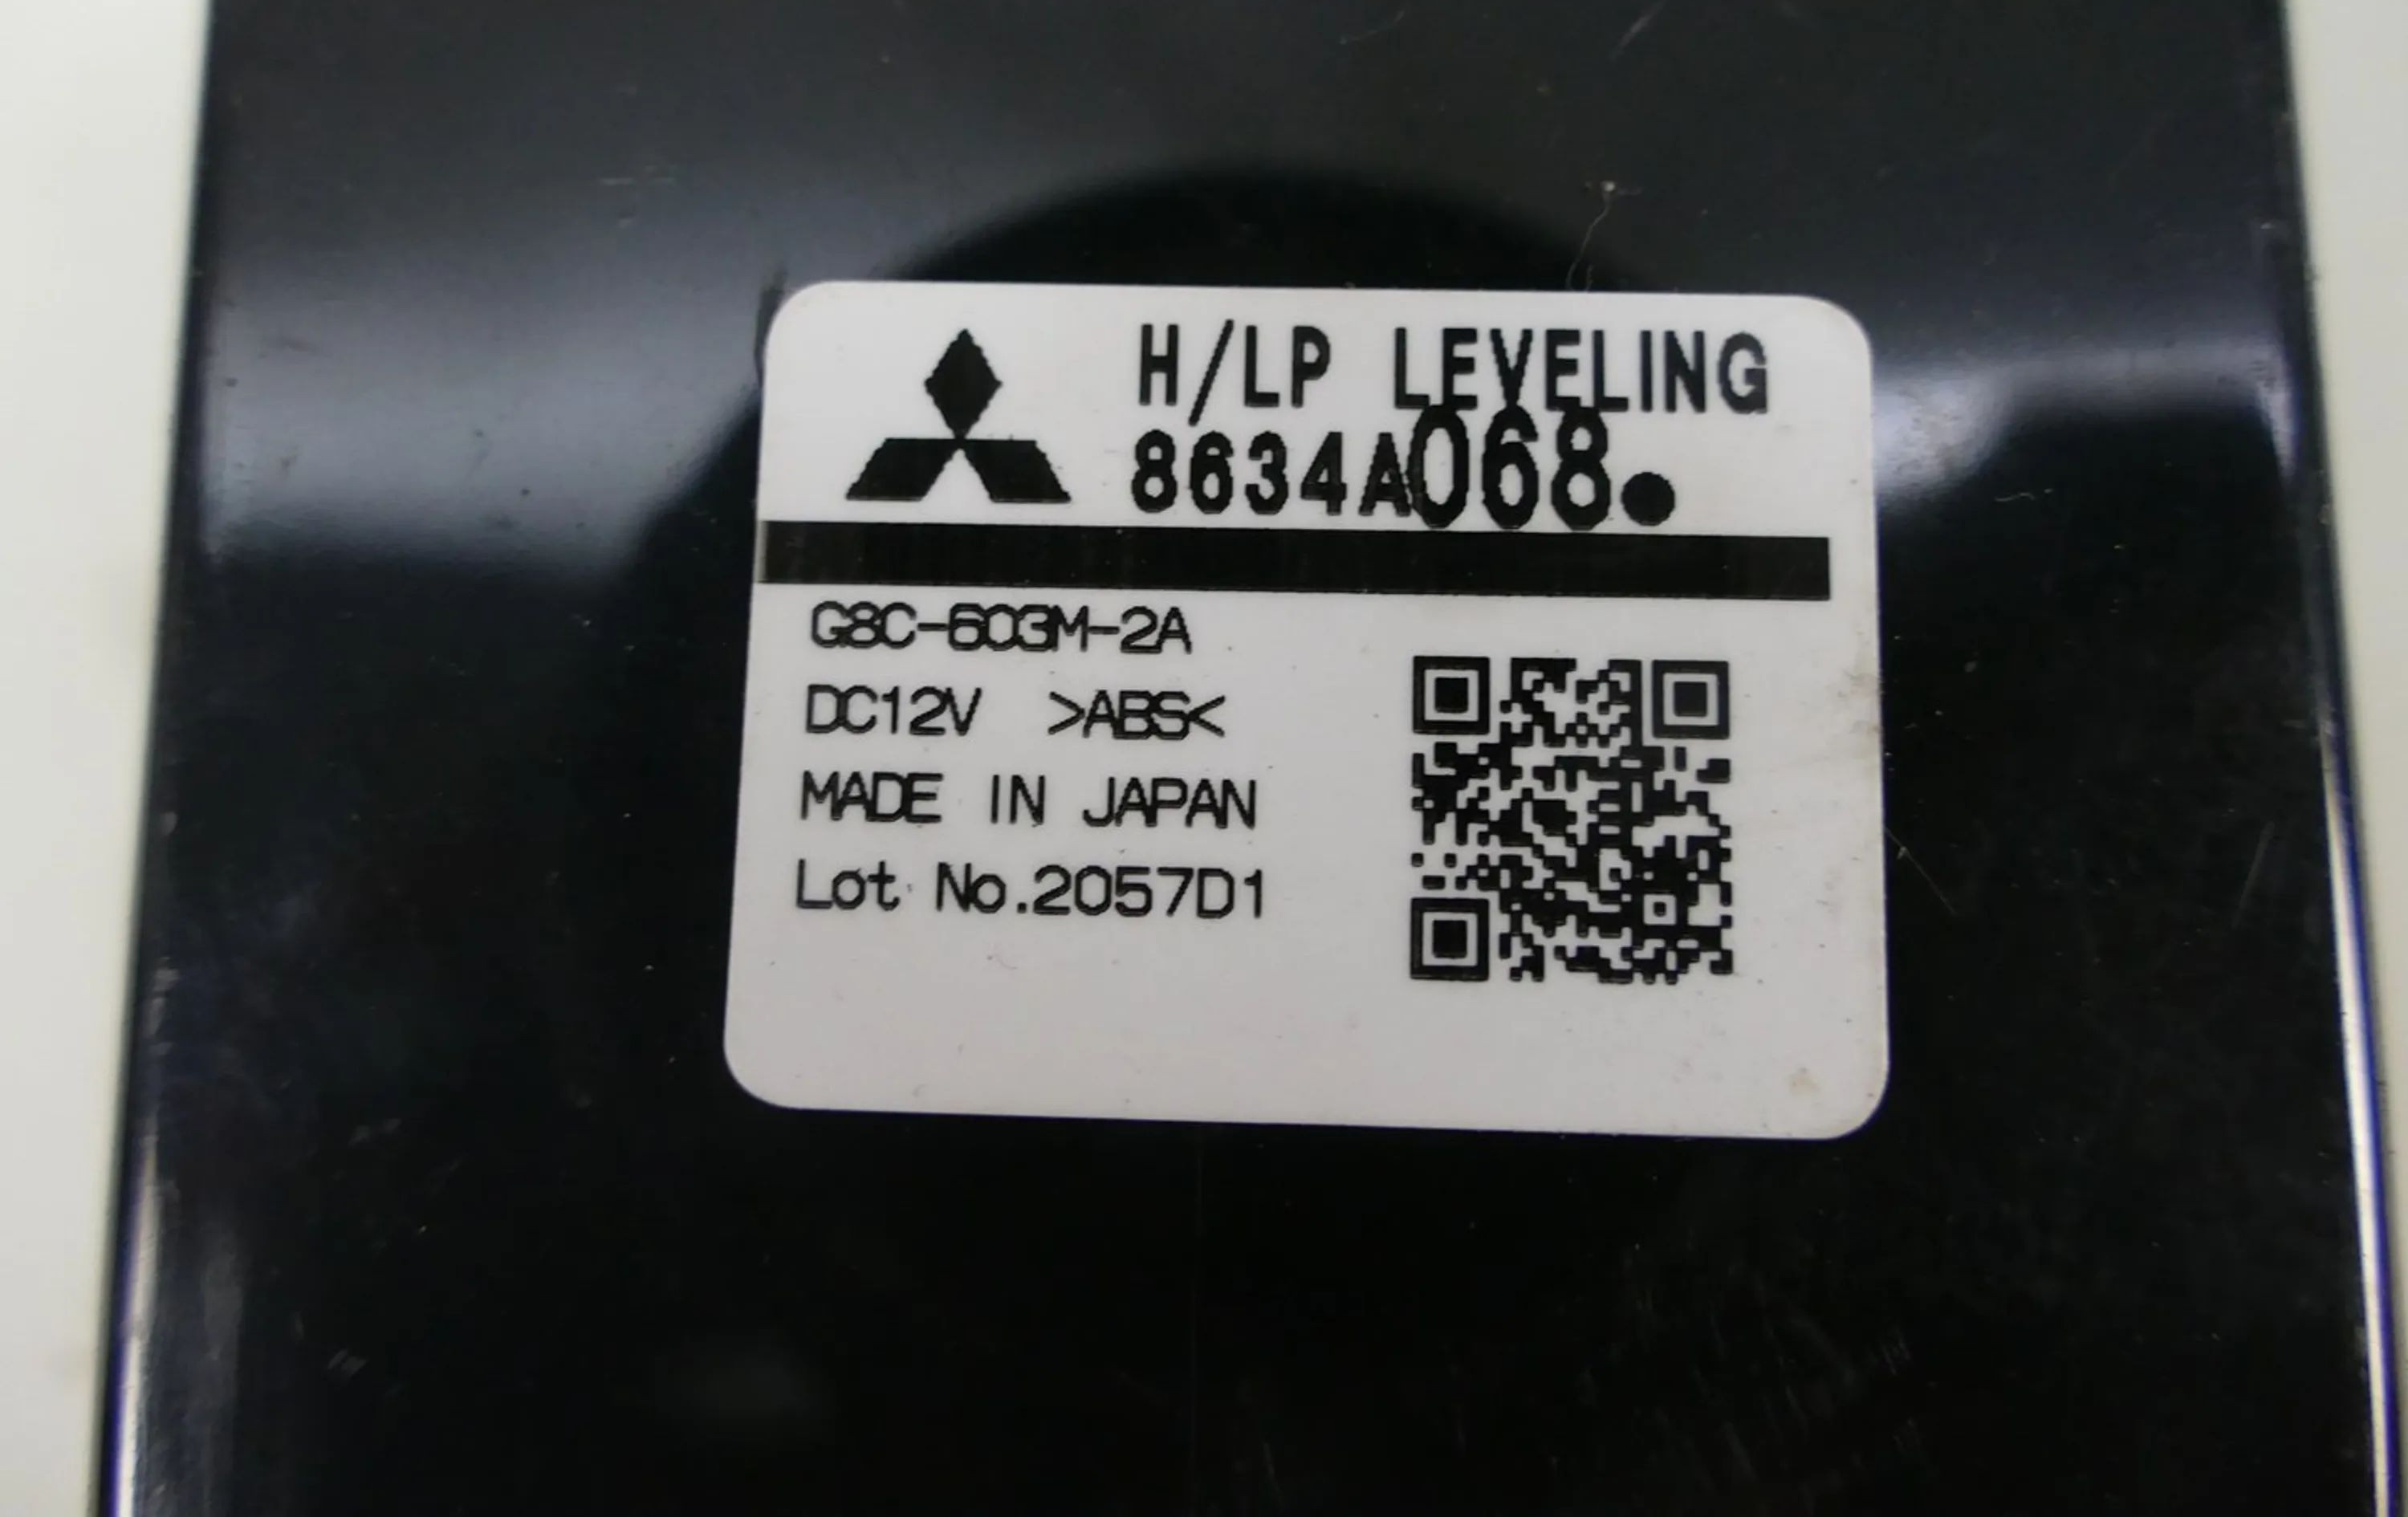 H/LP LEVELING
8634A068●
G8C-603M-2A
DC12V >ABS<
MADE IN JAPAN
Lot No.2057D1